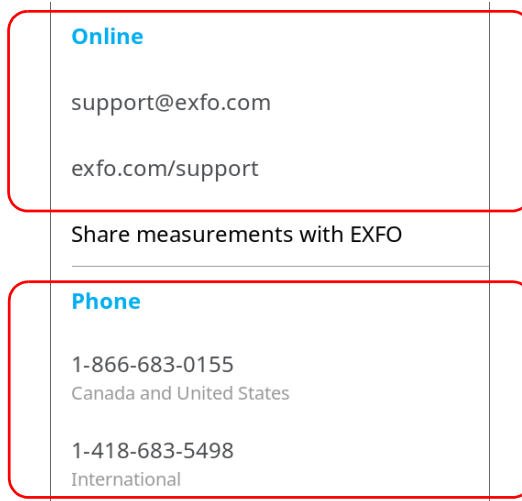 Online
support@exfo.com
exfo.com/support
Share measurements with EXFO
Phone
1-866-683-0155
Canada and United States
1-418-683-5498
International